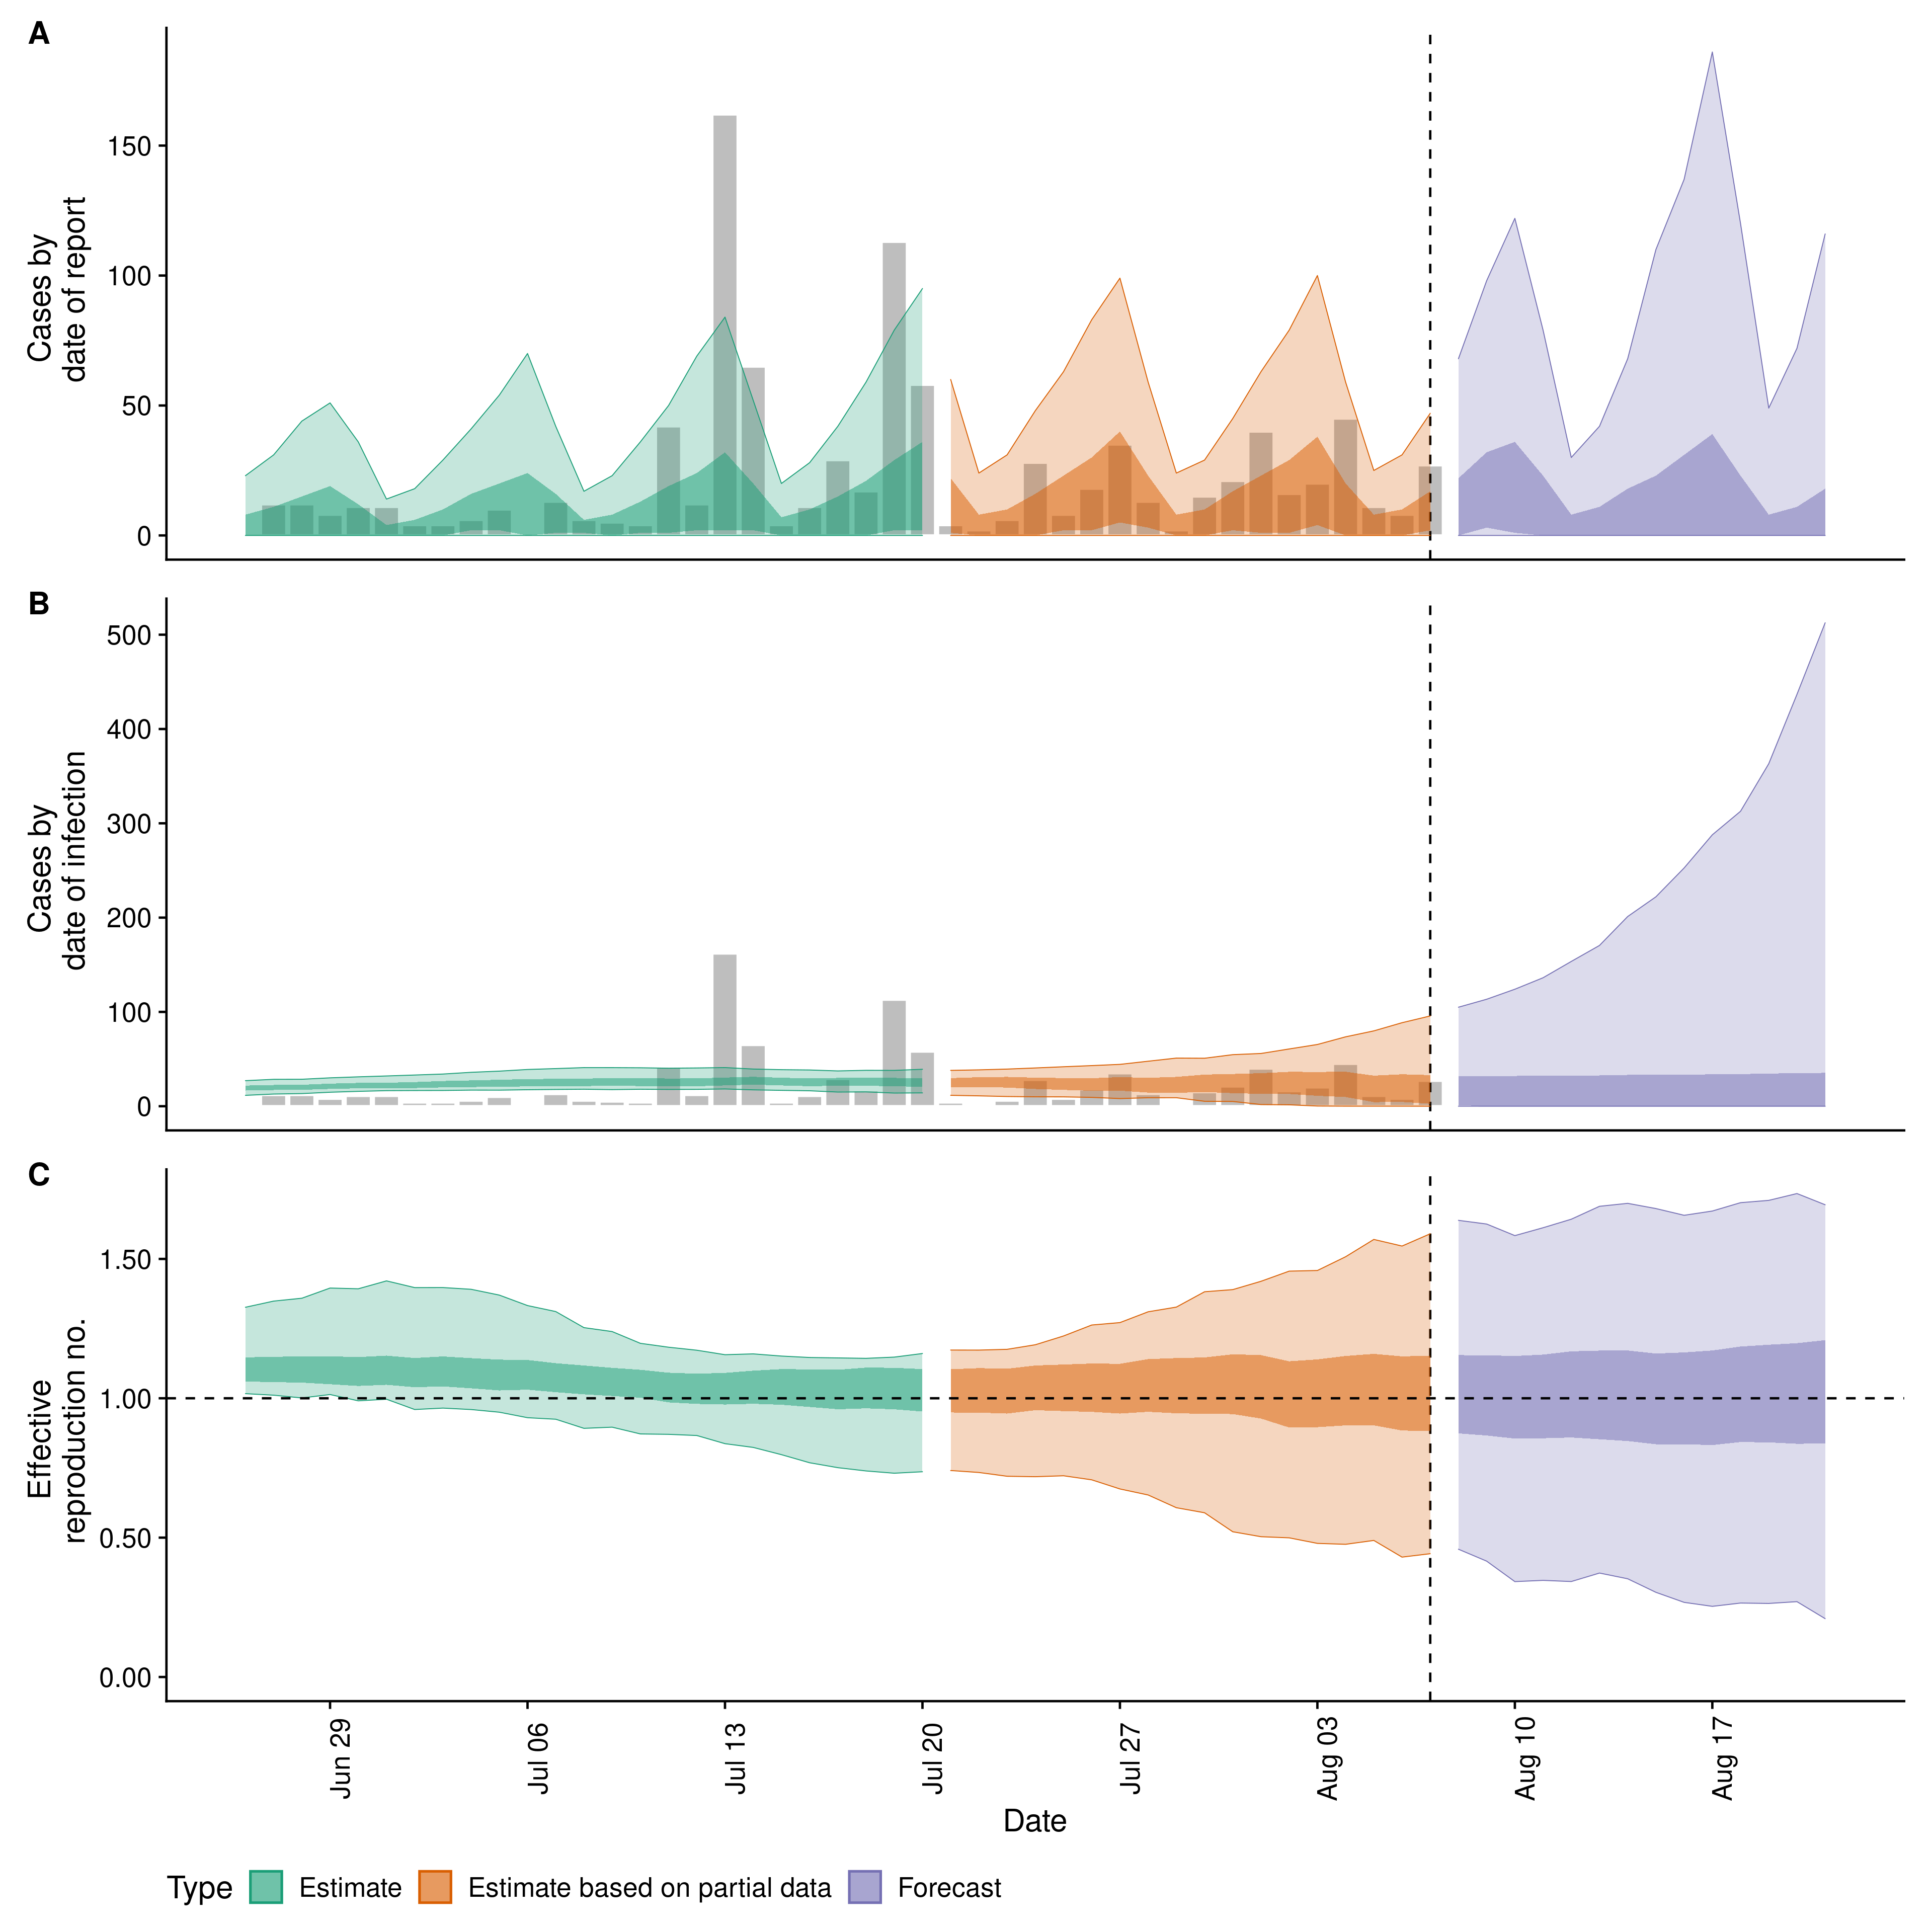 A
Cases by
date of report
150
100
50
0
B
Cases by
date of infection
500
400
300
200
100
0
C
Effective
reproduction no.
1.50
1.00
0.50
0.00
Jun 29
Jul 06
Jul 13
Jul 20
Jul 27
Aug 03
Aug 10
Aug 17
Date
Type Estimate Estimate based on partial data Forecast